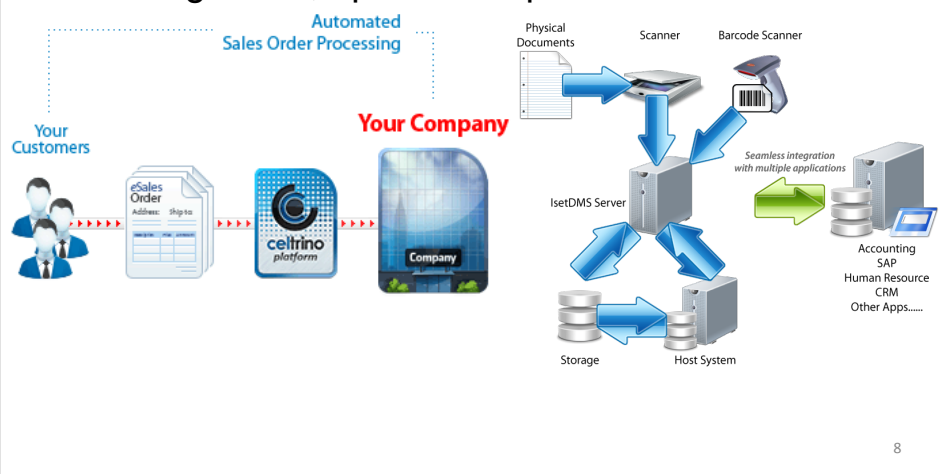 Automated
Sales Order Processing
Your
Customers
Your Company
eSales
Order
Address:
Ship to:
celtrino
platform
Company
Physical
Documents
Scanner
Barcode Scanner
IsetDMS Server
Seamless integration
with multiple applications
Accounting
SAP
Human Resource
CRM
Other Apps......
Storage
Host System
8